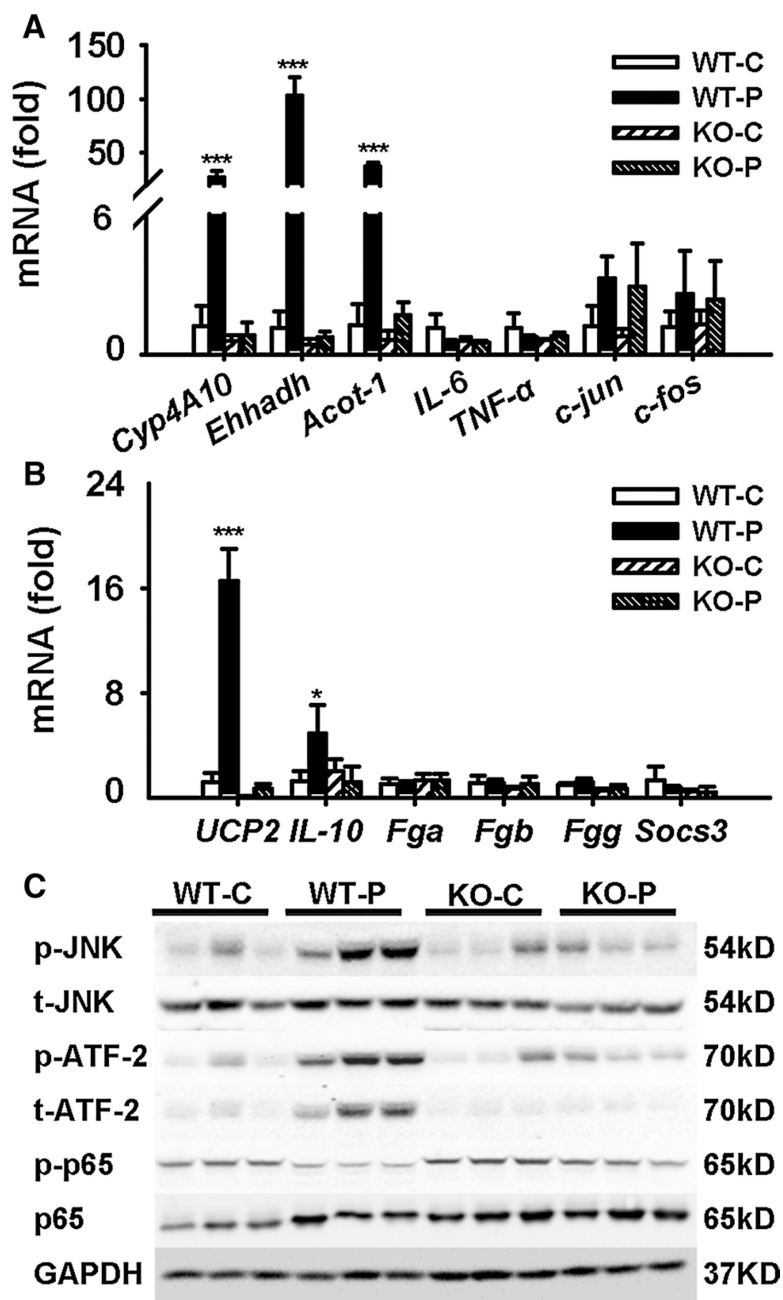 A
mRNA (fold)
150
100
50
6
0
***
***
***
WT-C
WT-P
KO-C
KO-P
Cyp4A10
Ehhadh
Acot-1
IL-6
TNF-α
c-jun
c-fos
B
mRNA (fold)
24
16
8
0
***
*
WT-C
WT-P
KO-C
KO-P
UCP2 IL-10 Fga Fgb Fgg Socs3
C
WT-C WT-P KO-C KO-P
p-JNK 54kD
t-JNK 54kD
p-ATF-2 70kD
t-ATF-2 70kD
p-p65 65kD
p65 65kD
GAPDH 37KD